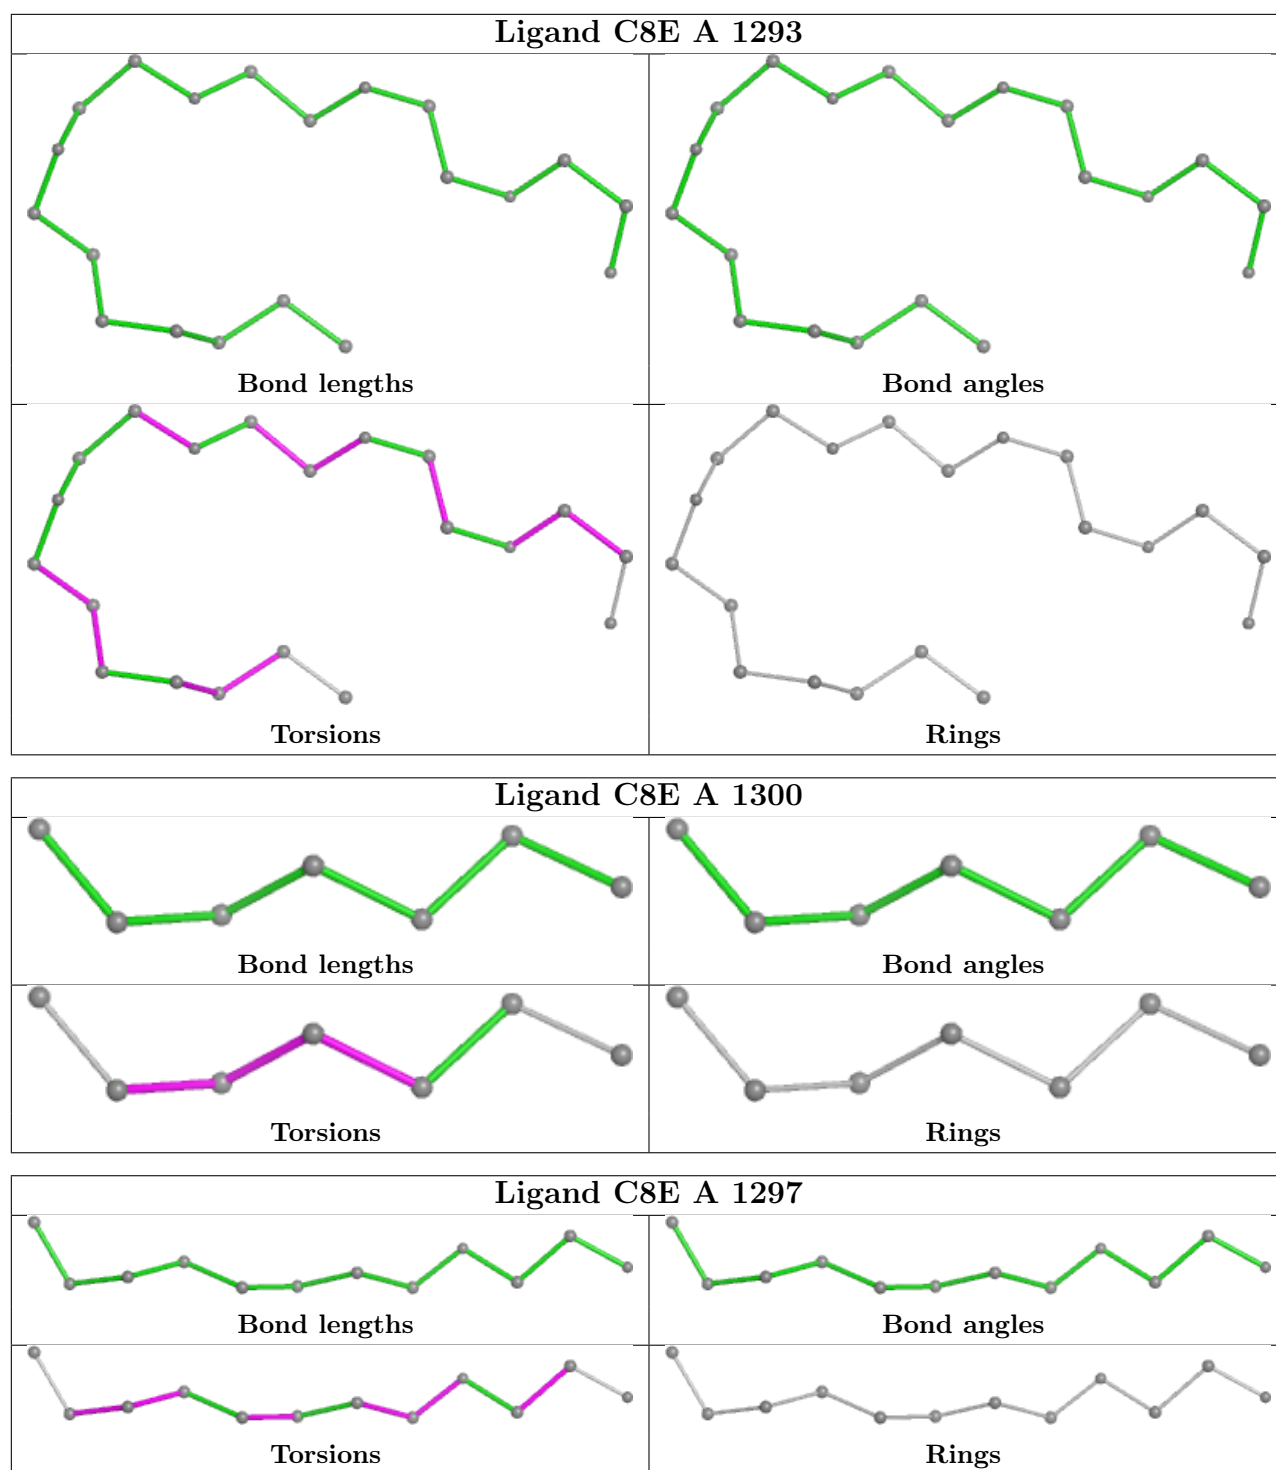 Ligand C8E A 1293
Bond lengths
Bond angles
Torsions
Rings
Ligand C8E A 1300
Bond lengths
Bond angles
Torsions
Rings
Ligand C8E A 1297
Bond lengths
Bond angles
Torsions
Rings